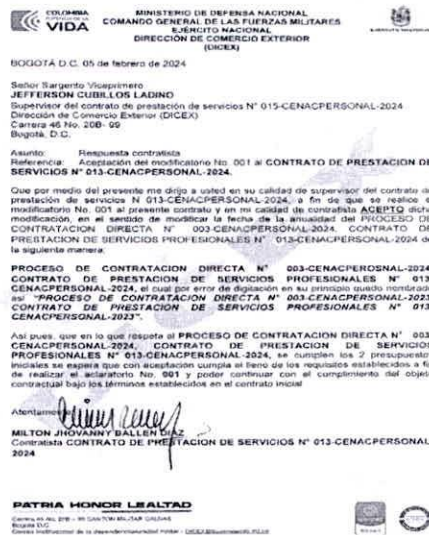 COLOMBIA
POTENCIA DE LA
VIDA
MINISTERIO DE DEFENSA NACIONAL
COMANDO GENERAL DE LAS FUERZAS MILITARES
EJÉRCITO NACIONAL
DIRECCIÓN DE COMERCIO EXTERIOR
(DICEX)
BOGOTÁ D.C. 05 de febrero de 2024
Señor Sargento Viceprimero
JEFFERSON CUBILLOS LADINO
Supervisor del contrato de prestación de servicios N° 015-CENACPERSONAL-2024
Dirección de Comercio Exterior (DICEX)
Carrera 46 No. 20B- 99
Bogotá, D.C.
Asunto: Respuesta contratista
Referencia: Aceptación del modificatorio No. 001 al CONTRATO DE PRESTACION DE
SERVICIOS N° 013-CENACPERSONAL-2024.
Que por medio del presente me dirijo a usted en su calidad de supervisor del contrato de
prestación de servicios N 013-CENACPERSONAL-2024, a fin de que se realice el
modificatorio No. 001 al presente contrato y en mi calidad de contratista ACEPTO dicha
modificación, en el sentido de modificar la fecha de la anualidad del PROCESO DE
CONTRATACION DIRECTA N° 003-CENACPERSONAL-2024, CONTRATO DE
PRESTACION DE SERVICIOS PROFESIONALES N° 013-CENACPERSONAL-2024 de
la siguiente manera:
PROCESO DE CONTRATACION DIRECTA N° 003-CENACPEROSNAL-2024
CONTRATO DE PRESTACION DE SERVICIOS PROFESIONALES N° 013
CENACPERSONAL-2024, el cual por error de digitación en su principio quedo nombrado
así "PROCESO DE CONTRATACION DIRECTA N° 003-CENACPERSONAL-2023
CONTRATO DE PRESTACION DE SERVICIOS PROFESIONALES N° 013
CENACPERSONAL-2023".
Así pues, que en lo que respeta al PROCESO DE CONTRATACION DIRECTA N° 003
CENACPERSONAL-2024, CONTRATO DE PRESTACION DE SERVICIOS
PROFESIONALES N° 013-CENACPERSONAL-2024, se cumplen los 2 presupuestos
iniciales se espera que con aceptación cumpla el lleno de los requisitos establecidos a fin
de realizar el aclaratorio No. 001 y poder continuar con el cumplimiento del objeto
contractual bajo los términos establecidos en el contrato inicial
Atentamente
MILTON JHOVANNY BALLEN DIAZ
Contratista CONTRATO DE PRESTACION DE SERVICIOS N° 013-CENACPERSONAL
2024
PATRIA HONOR LEALTAD
Bogotá D.C.